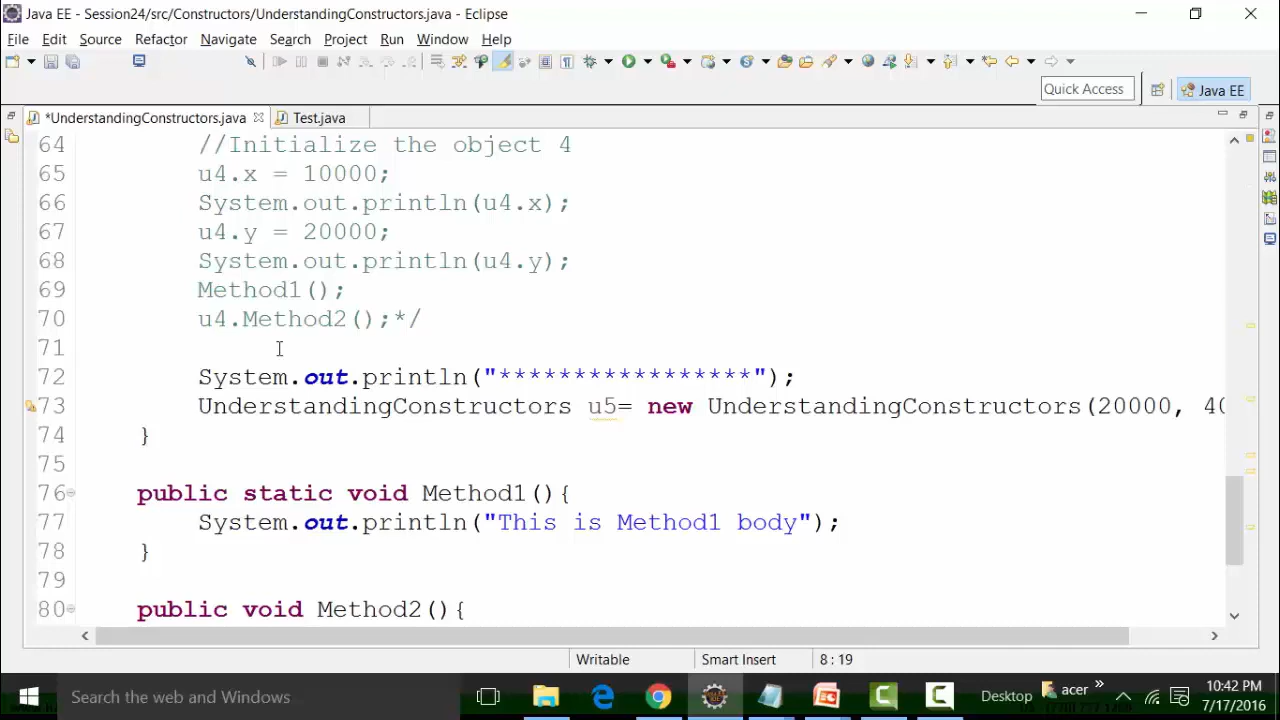 Java EE - Session24/src/Constructors/UnderstandingConstructors.java - Eclipse
File Edit Source Refactor Navigate Search Project Run Window Help
Quick Access
Java EE
*UnderstandingConstructors.java
Test.java
64 //Initialize the object 4
65 u4.x = 10000;
66 System.out.println(u4.x);
67 u4.y = 20000;
68 System.out.println(u4.y);
69 Method1();
70 u4.Method2();*/
71
72 System.out.println("*****************");
73 UnderstandingConstructors u5= new UnderstandingConstructors(20000, 40
74 }
75
76 public static void Method1(){
77 System.out.println("This is Method1 body");
78 }
79
80 public void Method2(){
Writable Smart Insert 8 : 19
Search the web and Windows
Desktop
acer
10:42 PM
7/17/2016